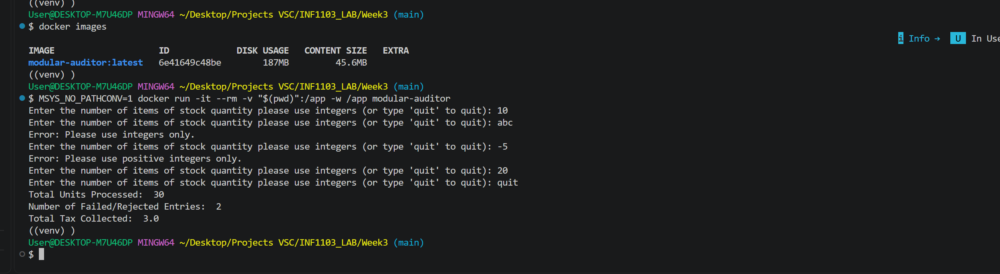 ((venv) )
User@DESKTOP-M7U46DP MINGW64 ~/Desktop/Projects VSC/INF1103_LAB/Week3 (main)
$ docker images
i Info → U In Use
IMAGE ID DISK USAGE CONTENT SIZE EXTRA
modular-auditor:latest 6e41649c48be 187MB 45.6MB
((venv) )
User@DESKTOP-M7U46DP MINGW64 ~/Desktop/Projects VSC/INF1103_LAB/Week3 (main)
$ MSYS_NO_PATHCONV=1 docker run -it --rm -v "$(pwd)":/app -w /app modular-auditor
Enter the number of items of stock quantity please use integers (or type 'quit' to quit): 10
Enter the number of items of stock quantity please use integers (or type 'quit' to quit): abc
Error: Please use integers only.
Enter the number of items of stock quantity please use integers (or type 'quit' to quit): -5
Error: Please use positive integers only.
Enter the number of items of stock quantity please use integers (or type 'quit' to quit): 20
Enter the number of items of stock quantity please use integers (or type 'quit' to quit): quit
Total Units Processed:  30
Number of Failed/Rejected Entries:  2
Total Tax Collected:  3.0
((venv) )
User@DESKTOP-M7U46DP MINGW64 ~/Desktop/Projects VSC/INF1103_LAB/Week3 (main)
$